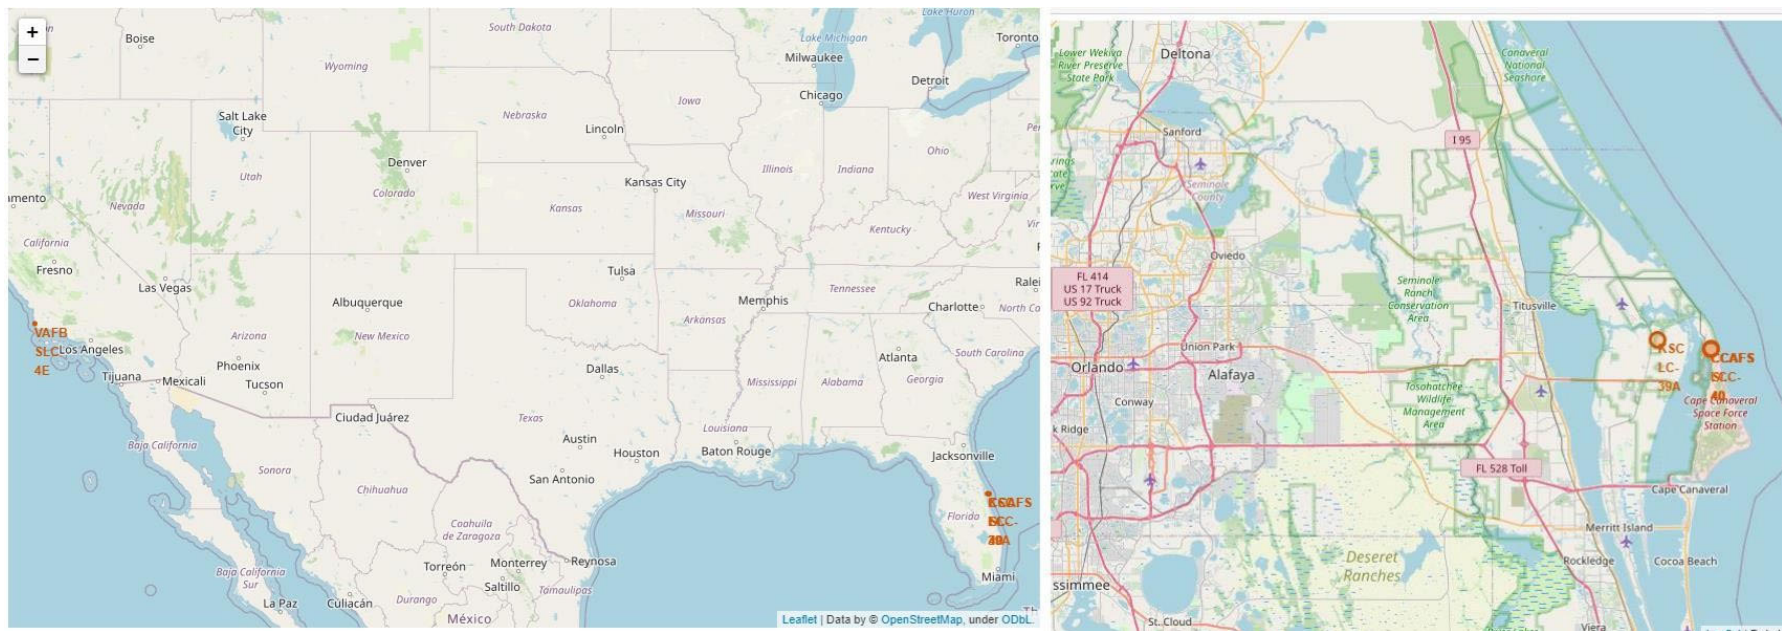 +
−
Boise
South Dakota
Lake Huron
Toronto
Lake Michigan
Milwaukee
Wyoming
Detroit
Chicago
Iowa
Salt Lake
City
Nebraska
Lincoln
Ohio
Denver
Illinois
Indiana
Utah
Kansas City
Colorado
West Virginia
Nevada
Kansas
Missouri
Kentucky
California
Fresno
Tulsa
Las Vegas
Albuquerque
Oklahoma
Memphis
Tennessee
Charlotte
Arkansas
VAFB
SLC-
4E
Los Angeles
Arizona
New Mexico
South Carolina
Atlanta
Phoenix
Dallas
Tijuana
Mexicali
Tucson
Mississippi
Alabama
Georgia
Ciudad Juárez
Texas
Louisiana
Baja California
Austin
Houston
Baton Rouge
Jacksonville
Sonora
San Antonio
Chihuahua
Florida
Coahuila
de Zaragoza
Monterrey
Reynosa
Torreón
Miami
Baja California
Sur
Saltillo
Tamaulipas
Durango
La Paz
Culiacán
México
Leaflet | Data by © OpenStreetMap, under ODbL.
Lower Wekiva
River Preserve
State Park
Deltona
Canaveral
National
Seashore
Sanford
I 95
Seminole
County
Oviedo
FL 414
US 17 Truck
US 92 Truck
Seminole
Ranch
Conservation
Area
Titusville
Union Park
KSC
LC-
39A
CCAFS
Orlando
Alafaya
Tosohatchee
Wildlife
Management
Area
Conway
Cape Canaveral
Space Force
Station
FL 528 Toll
Cape Canaveral
Merritt Island
Deseret
Ranches
Rockledge
Cocoa Beach
St. Cloud
Viera